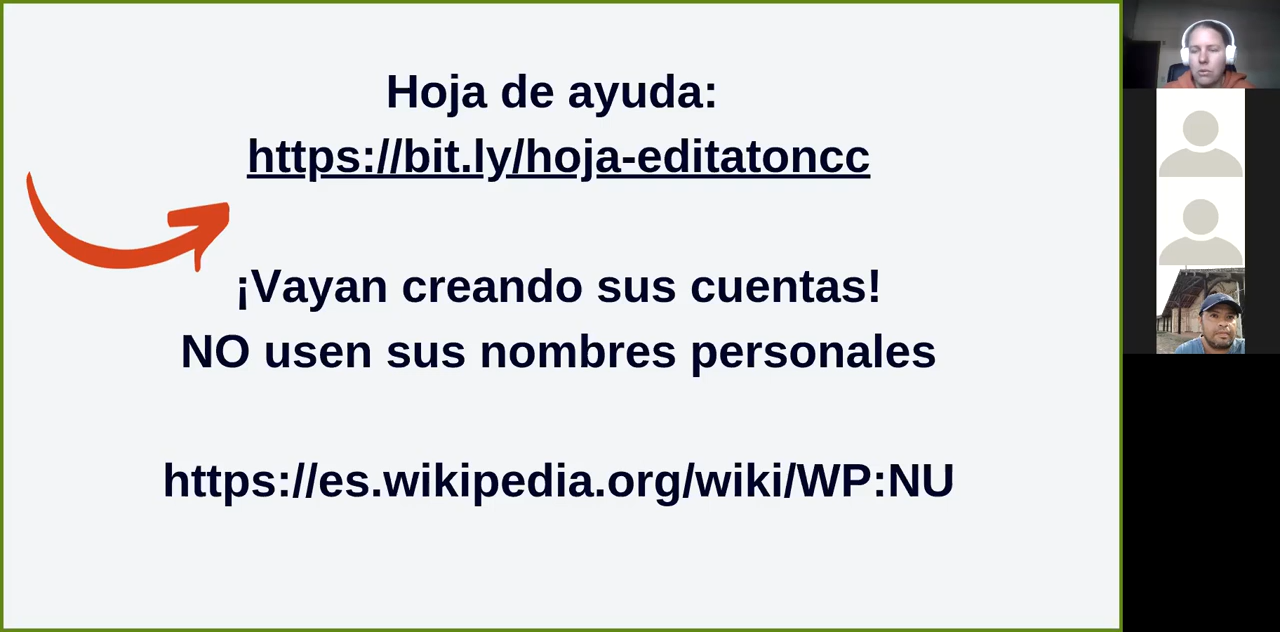 Hoja de ayuda:
https://bit.ly/hoja-editatoncc
¡Vayan creando sus cuentas!
NO usen sus nombres personales
https://es.wikipedia.org/wiki/WP:NU